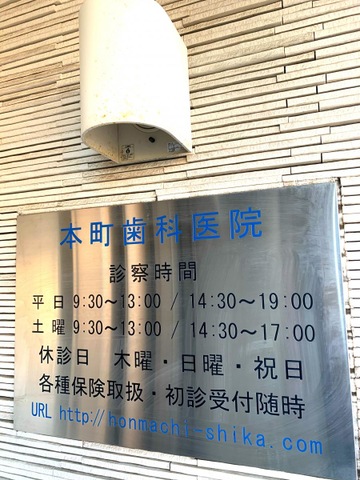 本町歯科医院
診察時間
平日 9:30～13:00 / 14:30～19:00
土曜 9:30～13:00 / 14:30～17:00
休診日 木曜・日曜・祝日
各種保険取扱・初診受付随時
URL http://honmachi-shika.com